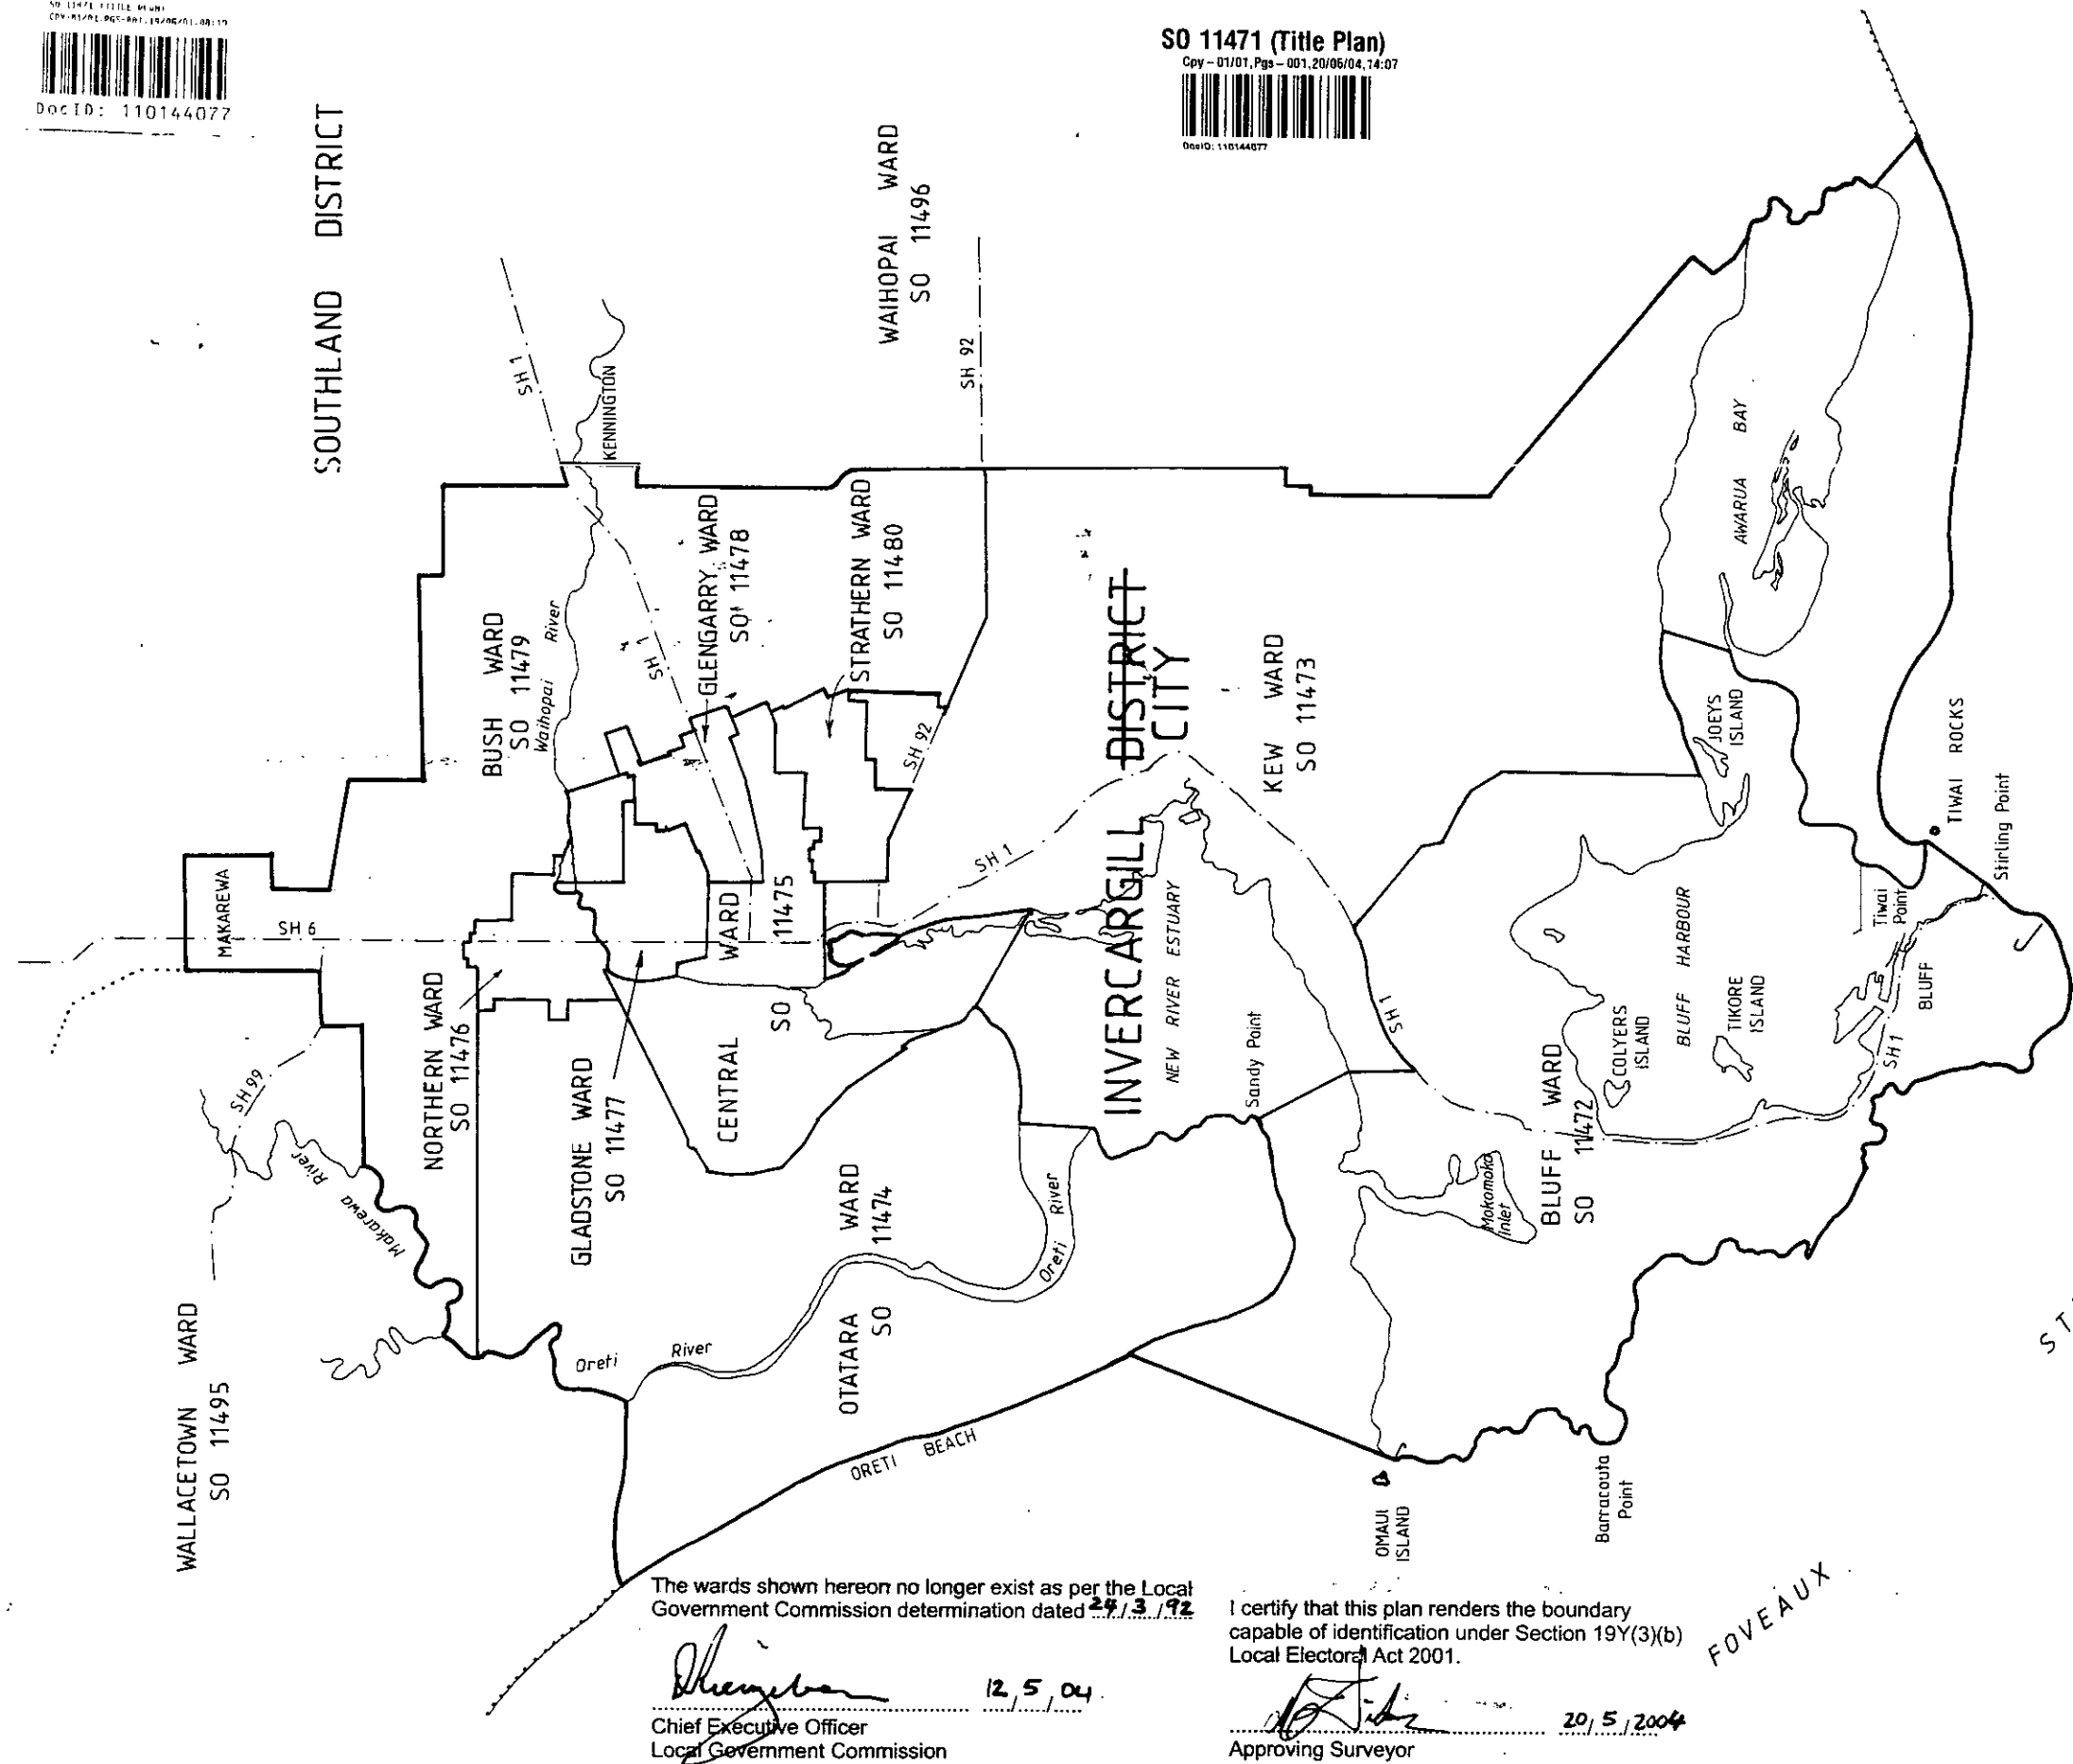 DocID: 110144077
SO 11471 (Title Plan)
Cpy - 01/01, Pgs - 001, 20/05/04, 14:07
DocID: 110144077
SOUTHLAND DISTRICT
WAIHOPAI WARD
SO 11496
SH 1
KENNINGTON
SH 92
BUSH WARD
SO 11479
Waihopai River
SH 1
GLENGARRY WARD
SO 11478
STRATHERN WARD
SO 11480
SH 92
MAKAREWA
SH 6
SH 99
Makarewa River
NORTHERN WARD
SO 11476
GLADSTONE WARD
SO 11477
CENTRAL WARD
SO 11475
SH 1
INVERCARGILL DISTRICT
CITY
NEW RIVER ESTUARY
KEW WARD
SO 11473
Sandy Point
SH 1
WALLACETOWN WARD
SO 11495
Oreti River
OTATARA WARD
SO 11474
Oreti River
ORETI BEACH
AWARUA BAY
JOEYS
ISLAND
TIWAI ROCKS
Stirling Point
Tiwai
Point
BLUFF HARBOUR
COLYERS
ISLAND
TIKORE
ISLAND
BLUFF
SH 1
BLUFF WARD
SO 11472
Mokomoko
Inlet
OMAUI
ISLAND
Barracouta
Point
FOVEAUX
ST
The wards shown hereon no longer exist as per the Local
Government Commission determination dated 24/3/92
12/5/04
Chief Executive Officer
Local Government Commission
I certify that this plan renders the boundary
capable of identification under Section 19Y(3)(b)
Local Electoral Act 2001.
20/5/2004
Approving Surveyor